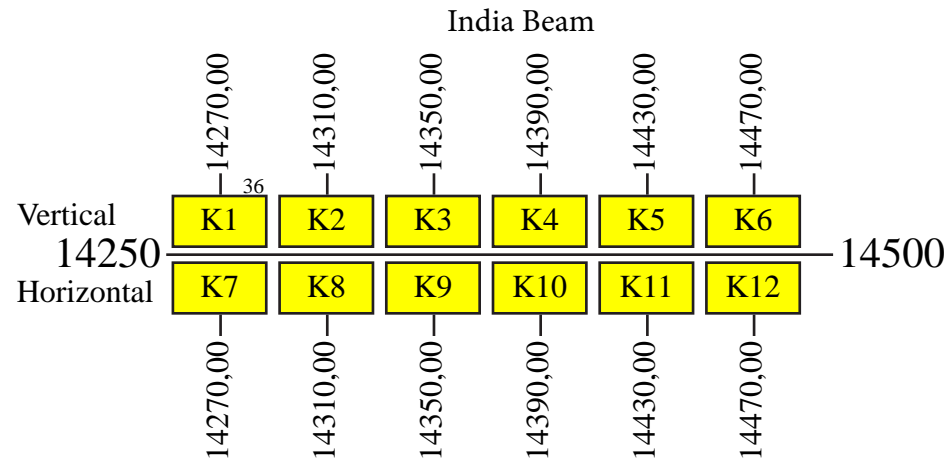 India Beam
14270,00 14310,00 14350,00 14390,00 14430,00 14470,00
36
Vertical K1 K2 K3 K4 K5 K6
14250 14500
Horizontal K7 K8 K9 K10 K11 K12
14270,00 14310,00 14350,00 14390,00 14430,00 14470,00